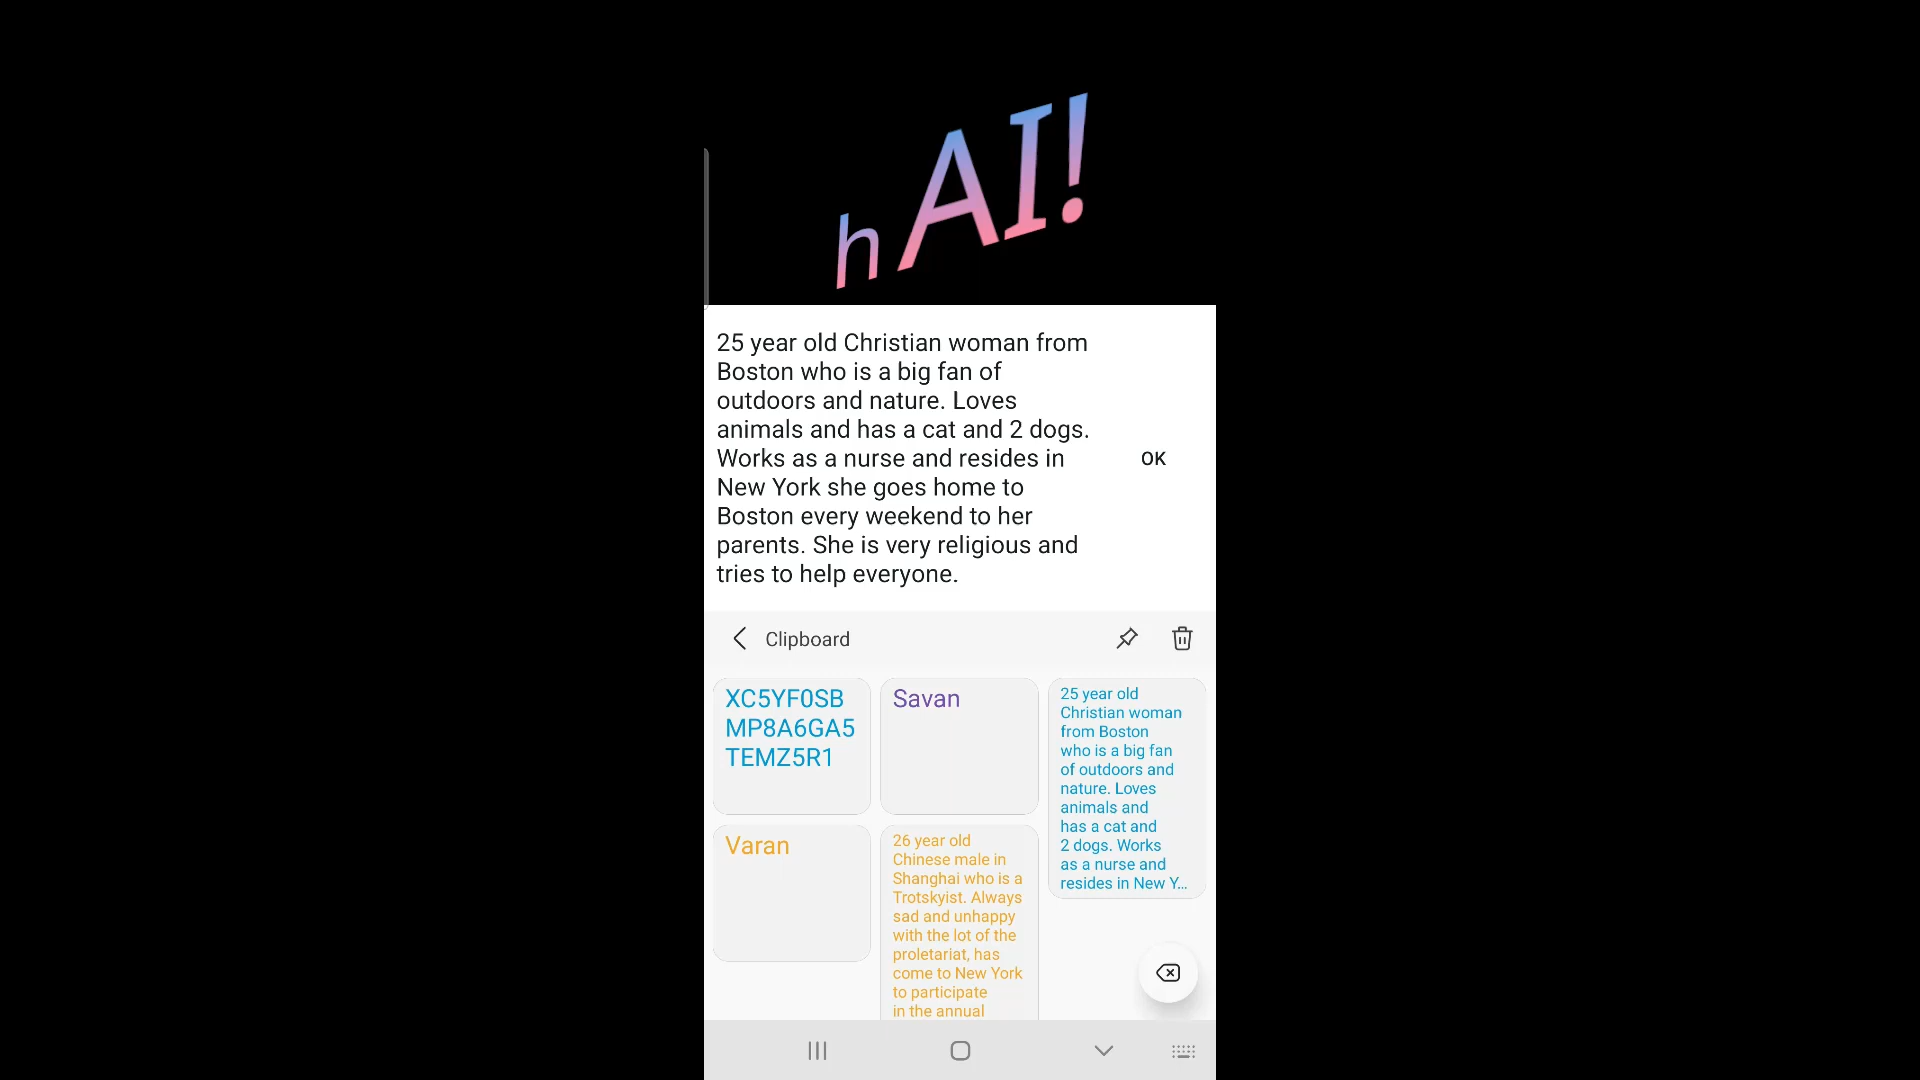 hAI!
25 year old Christian woman from
Boston who is a big fan of
outdoors and nature. Loves
animals and has a cat and 2 dogs.
Works as a nurse and resides in
New York she goes home to
Boston every weekend to her
parents. She is very religious and
tries to help everyone.
OK
Clipboard
XC5YF0SB
MP8A6GA5
TEMZ5R1
Savan
25 year old
Christian woman
from Boston
who is a big fan
of outdoors and
nature. Loves
animals and
has a cat and
2 dogs. Works
as a nurse and
resides in New Y...
Varan
26 year old
Chinese male in
Shanghai who is a
Trotskyist. Always
sad and unhappy
with the lot of the
proletariat, has
come to New York
to participate
in the annual